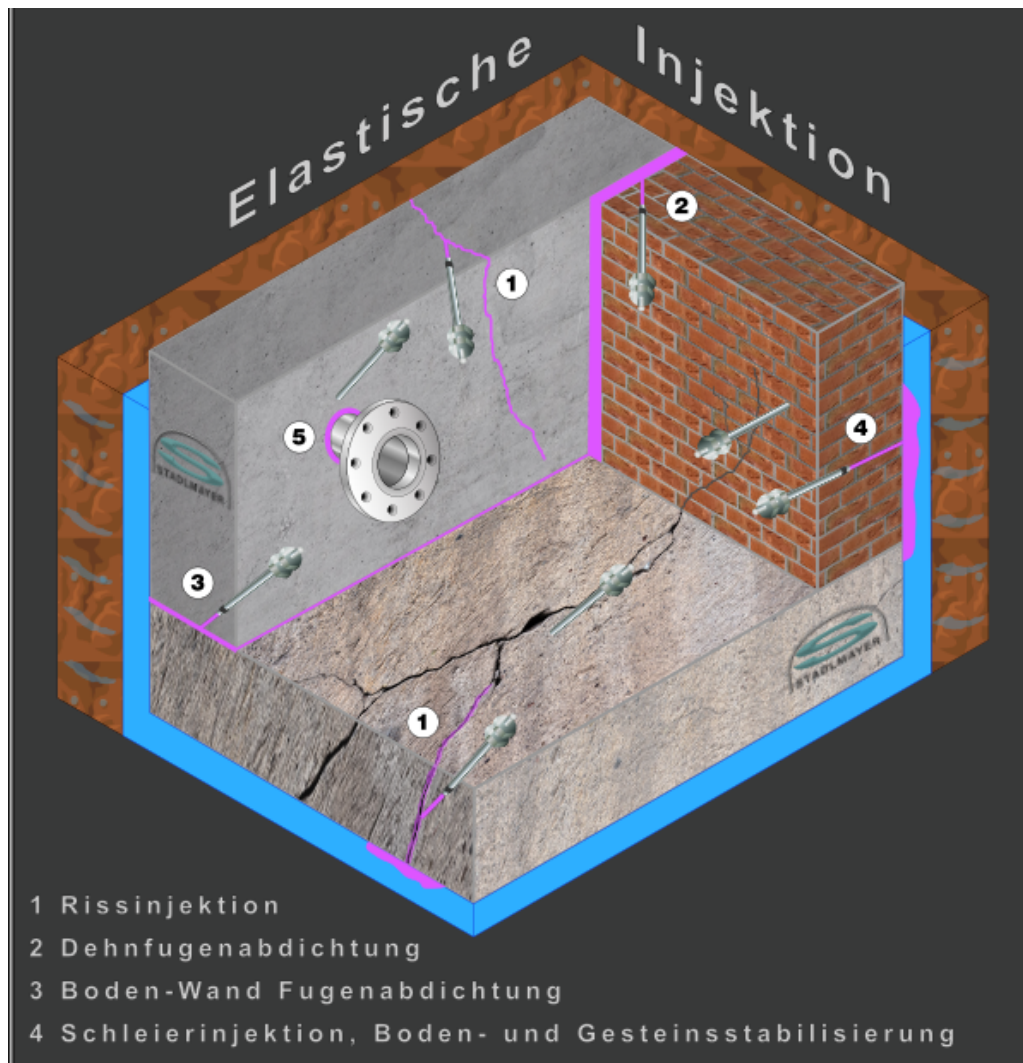 Elastische Injektion
2
1
5
4
STADLMAYER
3
STADLMAYER
1
1 Rissinjektion
2 Dehnfugenabdichtung
3 Boden-Wand Fugenabdichtung
4 Schleierinjektion, Boden- und Gesteinsstabilisierung